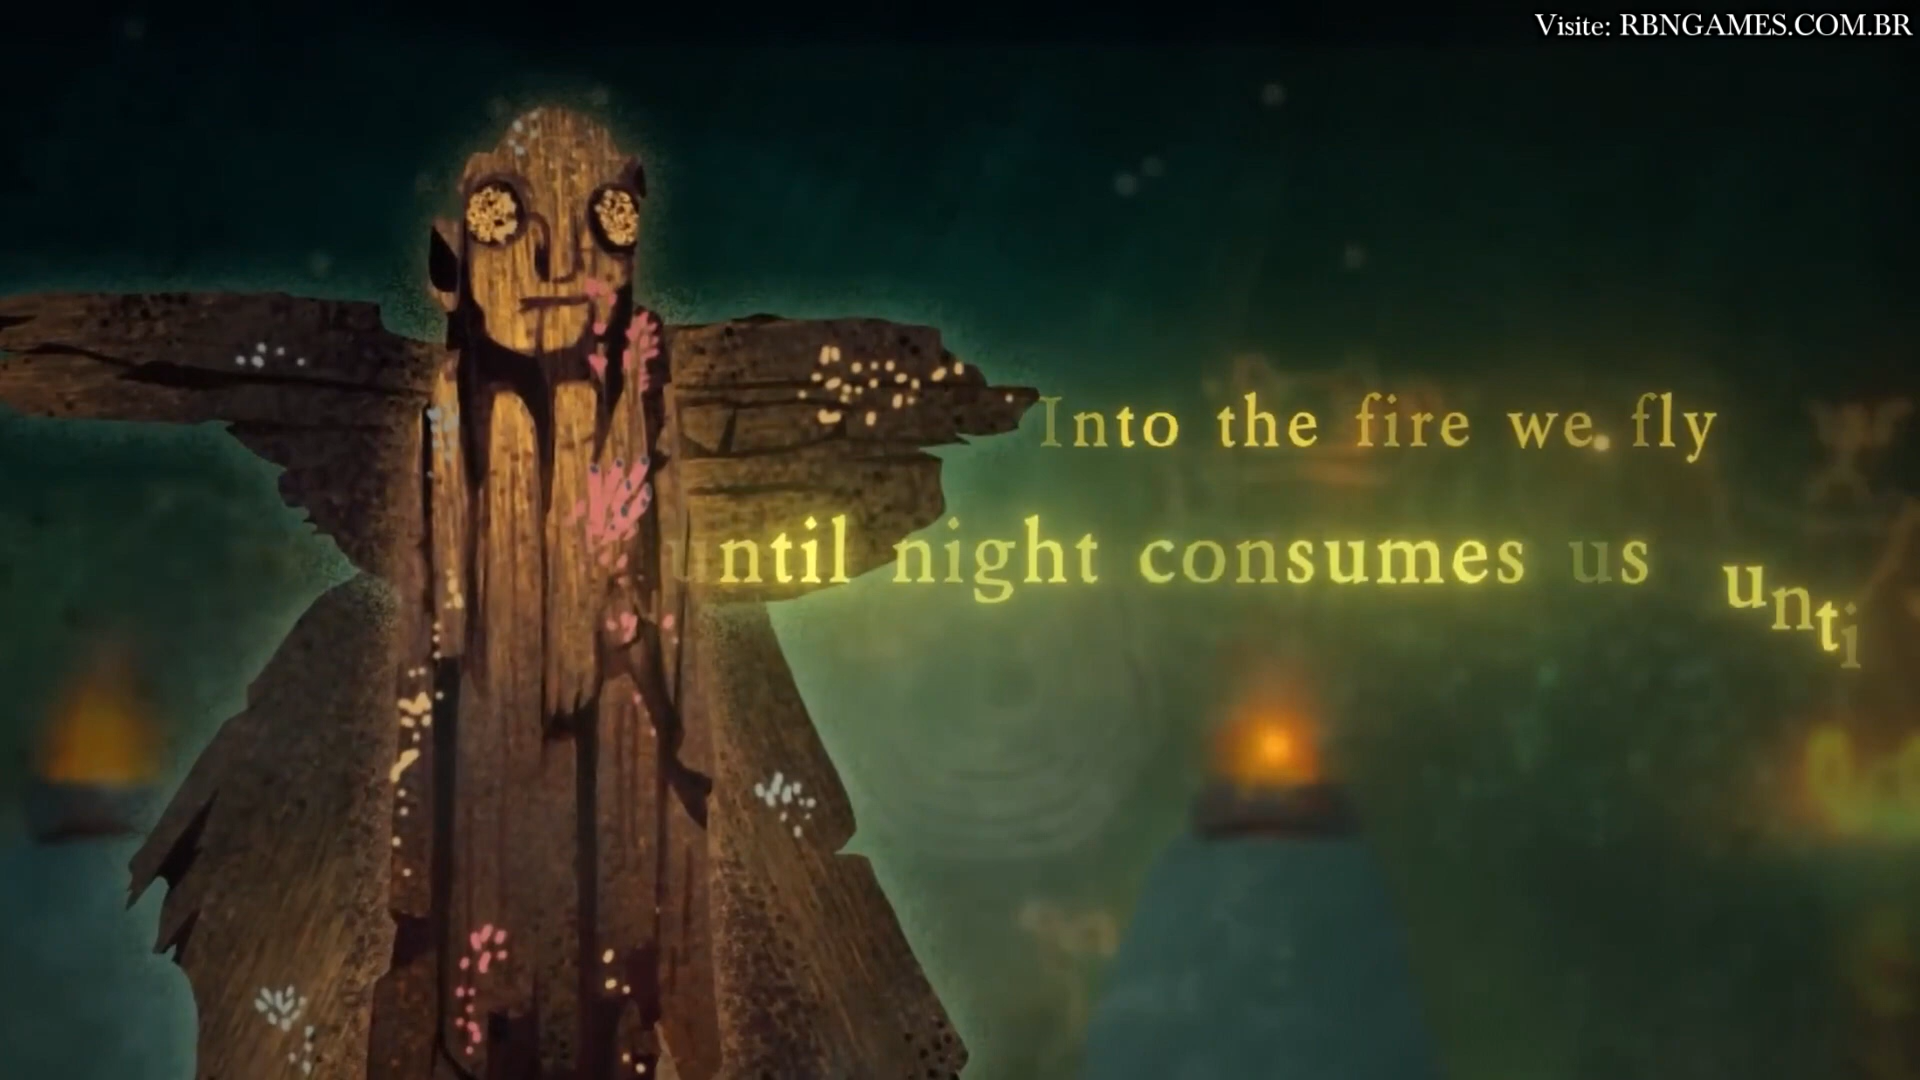 Visite: RBNGAMES.COM.BR
Into the fire we fly
until night consumes us
unti